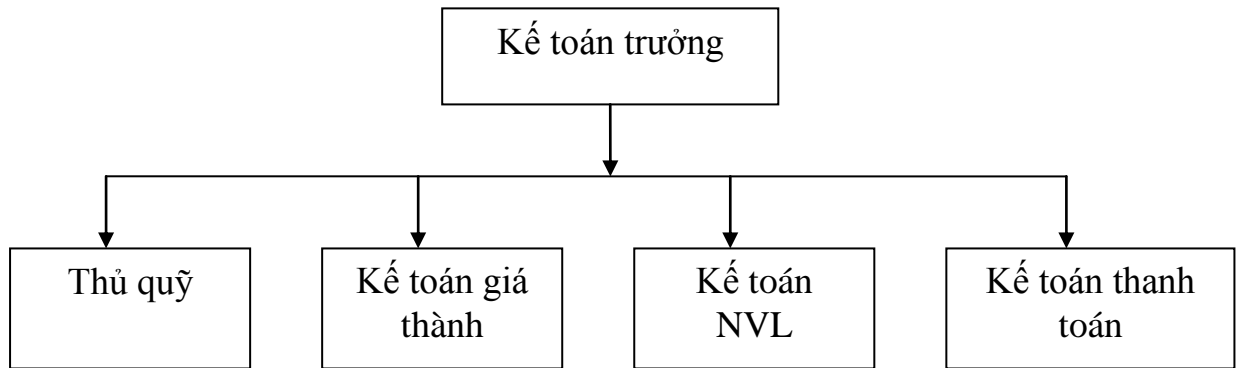 Kế toán trưởng
Thủ quỹ
Kế toán giá
thành
Kế toán
NVL
Kế toán thanh
toán